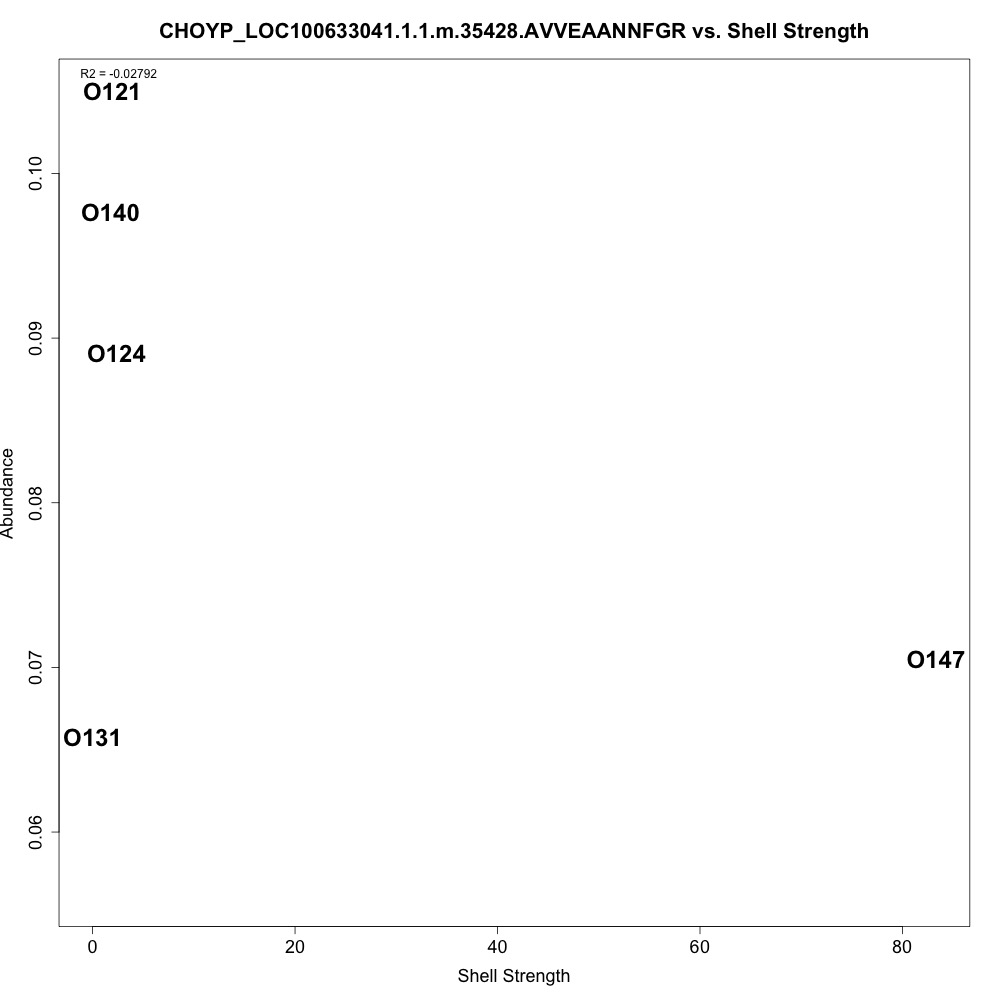 CHOYP_LOC100633041.1.1.m.35428.AVVEAANNFGR vs. Shell Strength
R2 = -0.02792
O121
0.10
O140
0.09
O124
Abundance
0.08
0.07
O147
O131
0.06
0 20 40 60 80
Shell Strength